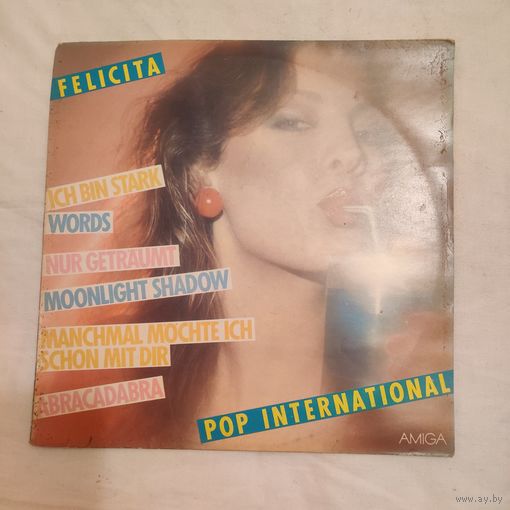 FELICITA
ICH BIN STARK
WORDS
NUR GETRÄUMT
MOONLIGHT SHADOW
MANCHMAL MÖCHTE ICH
SCHON MIT DIR
ABRACADABRA
POP INTERNATIONAL
AMIGA
www.ay.by